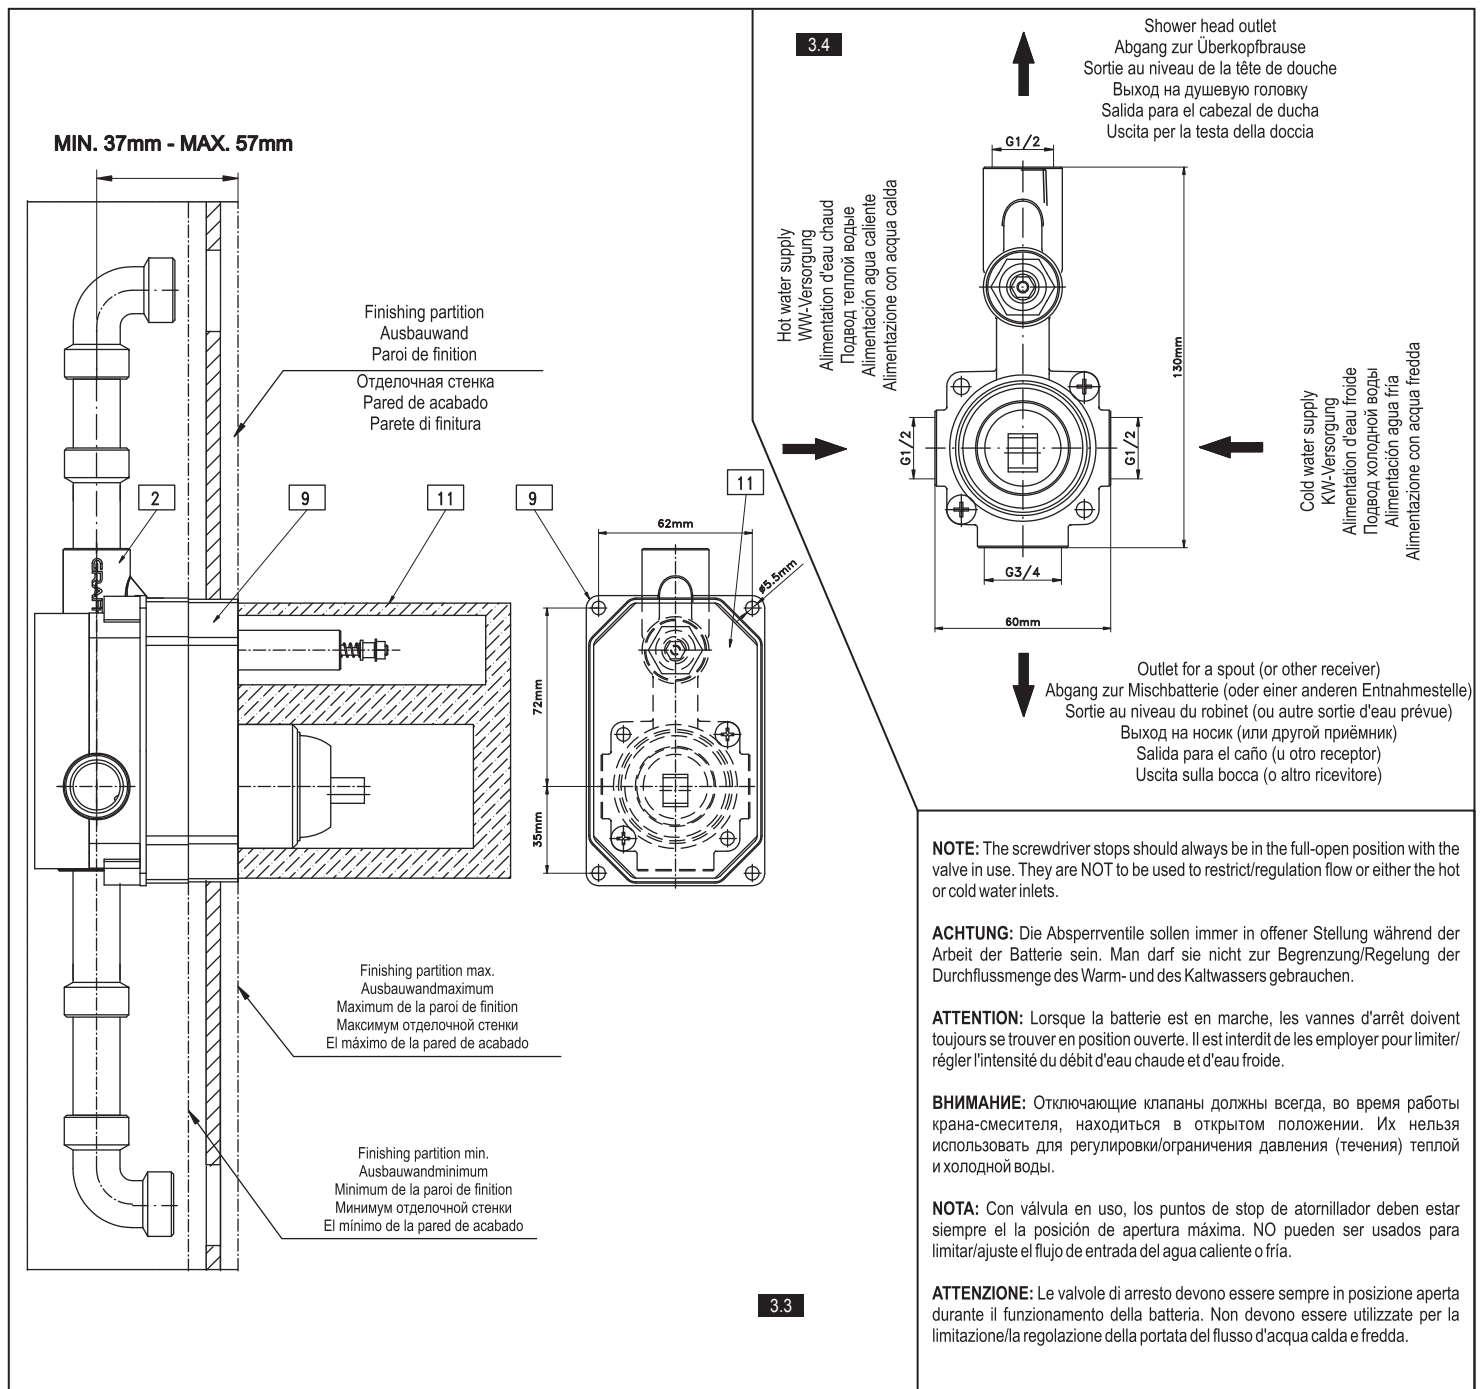 3.4
Shower head outlet
Abgang zur Überkopfbrause
Sortie au niveau de la tête de douche
Выход на душевую головку
Salida para el cabezal de ducha
Uscita per la testa della doccia
MIN. 37mm - MAX. 57mm
G1/2
Hot water supply
WW-Versorgung
Alimentation d'eau chaud
Подвод теплой водые
Alimentación agua caliente
Alimentazione con acqua calda
130mm
Finishing partition
Ausbauwand
Paroi de finition
Отделочная стенка
Pared de acabado
Parete di finitura
G1/2
G1/2
Cold water supply
KW-Versorgung
Alimentation d'eau froide
Подвод холодной воды
Alimentación agua fría
Alimentazione con acqua fredda
2
9
11
9
11
62mm
ø5.5mm
GRAFF
G3/4
60mm
72mm
35mm
Outlet for a spout (or other receiver)
Abgang zur Mischbatterie (oder einer anderen Entnahmestelle)
Sortie au niveau du robinet (ou autre sortie d'eau prévue)
Выход на носик (или другой приёмник)
Salida para el caño (u otro receptor)
Uscita sulla bocca (o altro ricevitore)
Finishing partition max.
Ausbauwandmaximum
Maximum de la paroi de finition
Максимум отделочной стенки
El máximo de la pared de acabado
Finishing partition min.
Ausbauwandminimum
Minimum de la paroi de finition
Минимум отделочной стенки
El mínimo de la pared de acabado
3.3
NOTE: The screwdriver stops should always be in the full-open position with the
valve in use. They are NOT to be used to restrict/regulation flow or either the hot
or cold water inlets.
ACHTUNG: Die Absperrventile sollen immer in offener Stellung während der
Arbeit der Batterie sein. Man darf sie nicht zur Begrenzung/Regelung der
Durchflussmenge des Warm- und des Kaltwassers gebrauchen.
ATTENTION: Lorsque la batterie est en marche, les vannes d'arrêt doivent
toujours se trouver en position ouverte. Il est interdit de les employer pour limiter/
régler l'intensité du débit d'eau chaude et d'eau froide.
ВНИМАНИЕ: Отключающие клапаны должны всегда, во время работы
крана-смесителя, находиться в открытом положении. Их нельзя
использовать для регулировки/ограничения давления (течения) теплой
и холодной воды.
NOTA: Con válvula en uso, los puntos de stop de atornillador deben estar
siempre el la posición de apertura máxima. NO pueden ser usados para
limitar/ajuste el flujo de entrada del agua caliente o fría.
ATTENZIONE: Le valvole di arresto devono essere sempre in posizione aperta
durante il funzionamento della batteria. Non devono essere utilizzate per la
limitazione/la regolazione della portata del flusso d'acqua calda e fredda.